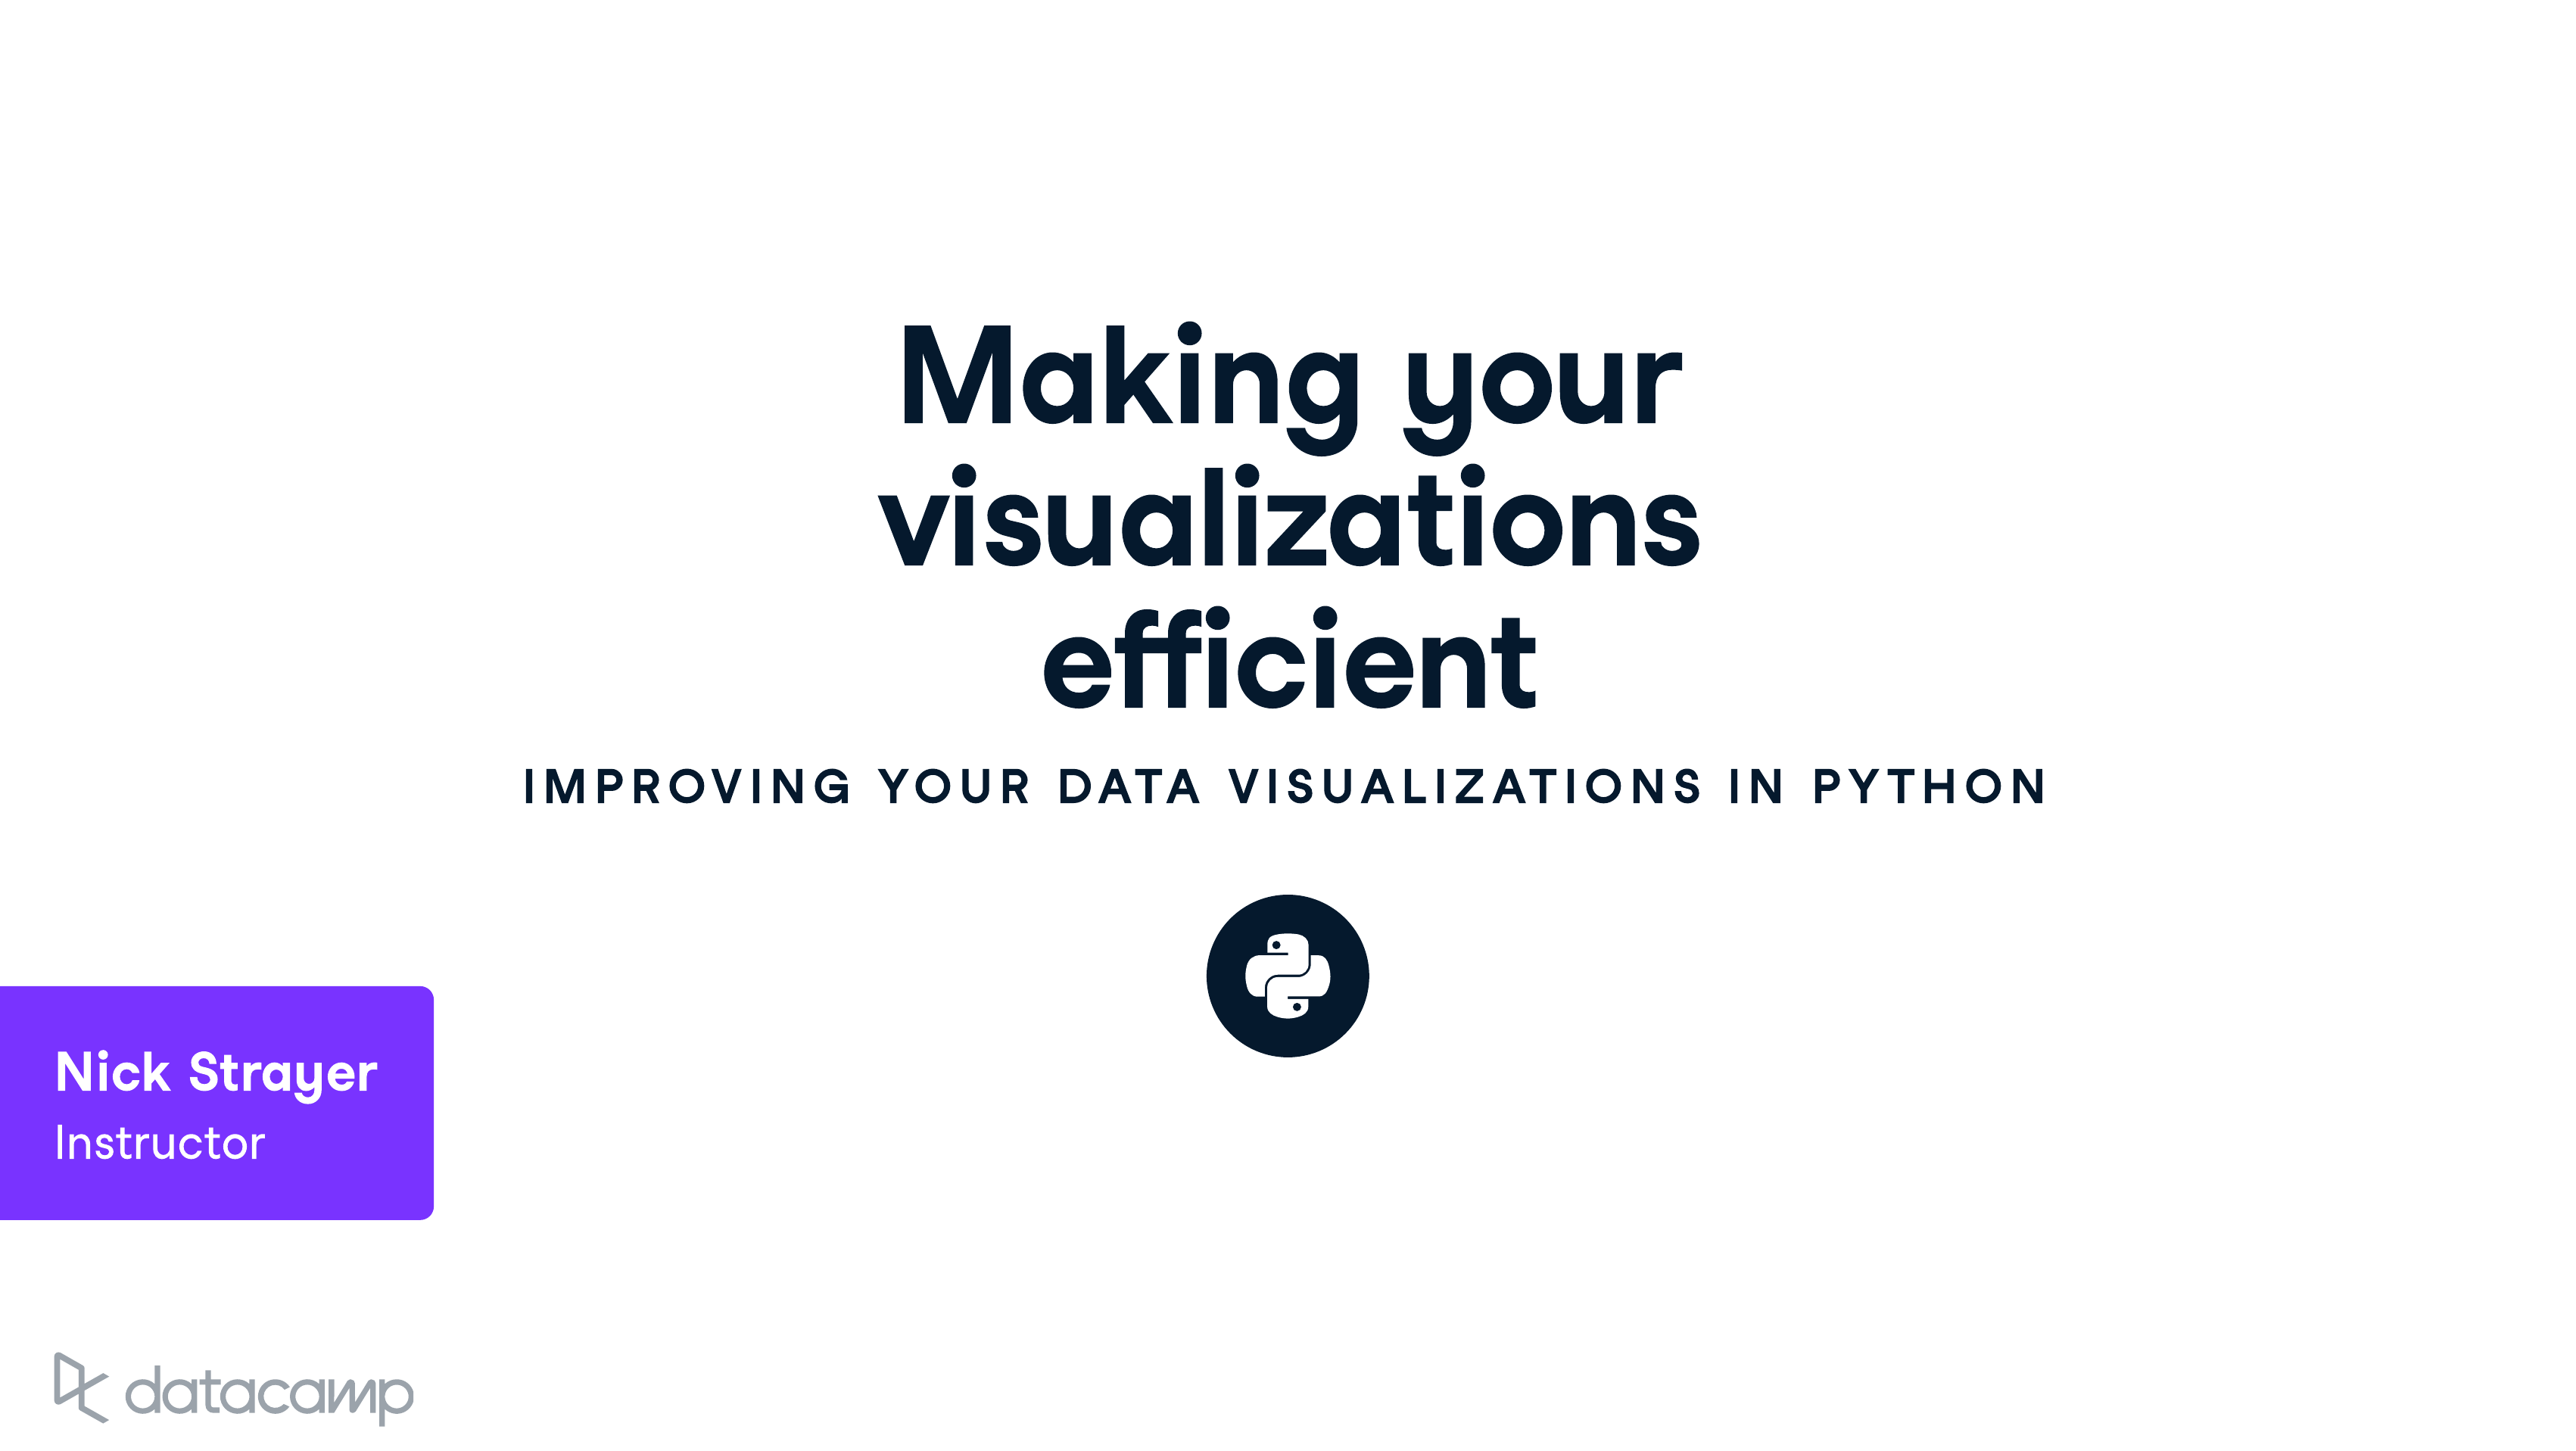 Making your
visualizations
efficient
IMPROVING YOUR DATA VISUALIZATIONS IN PYTHON
Nick Strayer
Instructor
datacamp